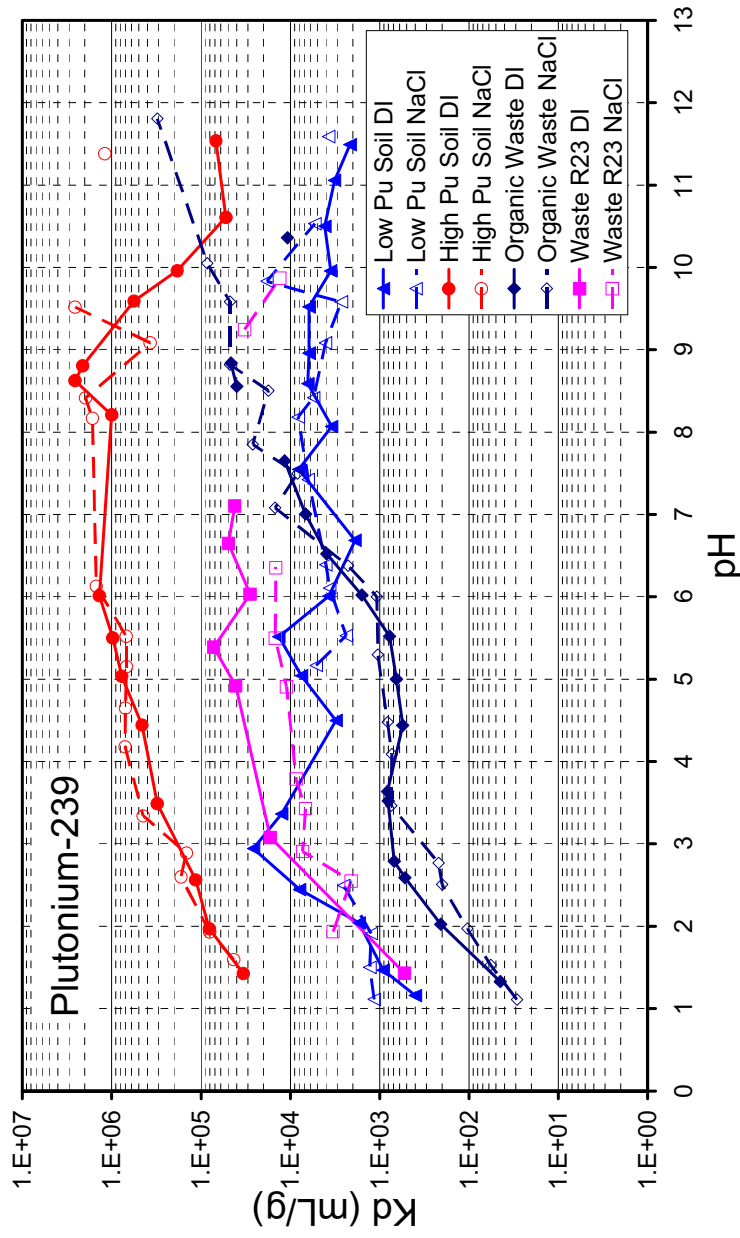 Plutonium-239
1.E+07
1.E+06
1.E+05
1.E+04
1.E+03
1.E+02
1.E+01
1.E+00
Kd (mL/g)
0 1 2 3 4 5 6 7 8 9 10 11 12 13
pH
Low Pu Soil DI
Low Pu Soil NaCl
High Pu Soil DI
High Pu Soil NaCl
Organic Waste DI
Organic Waste NaCl
Waste R23 DI
Waste R23 NaCl